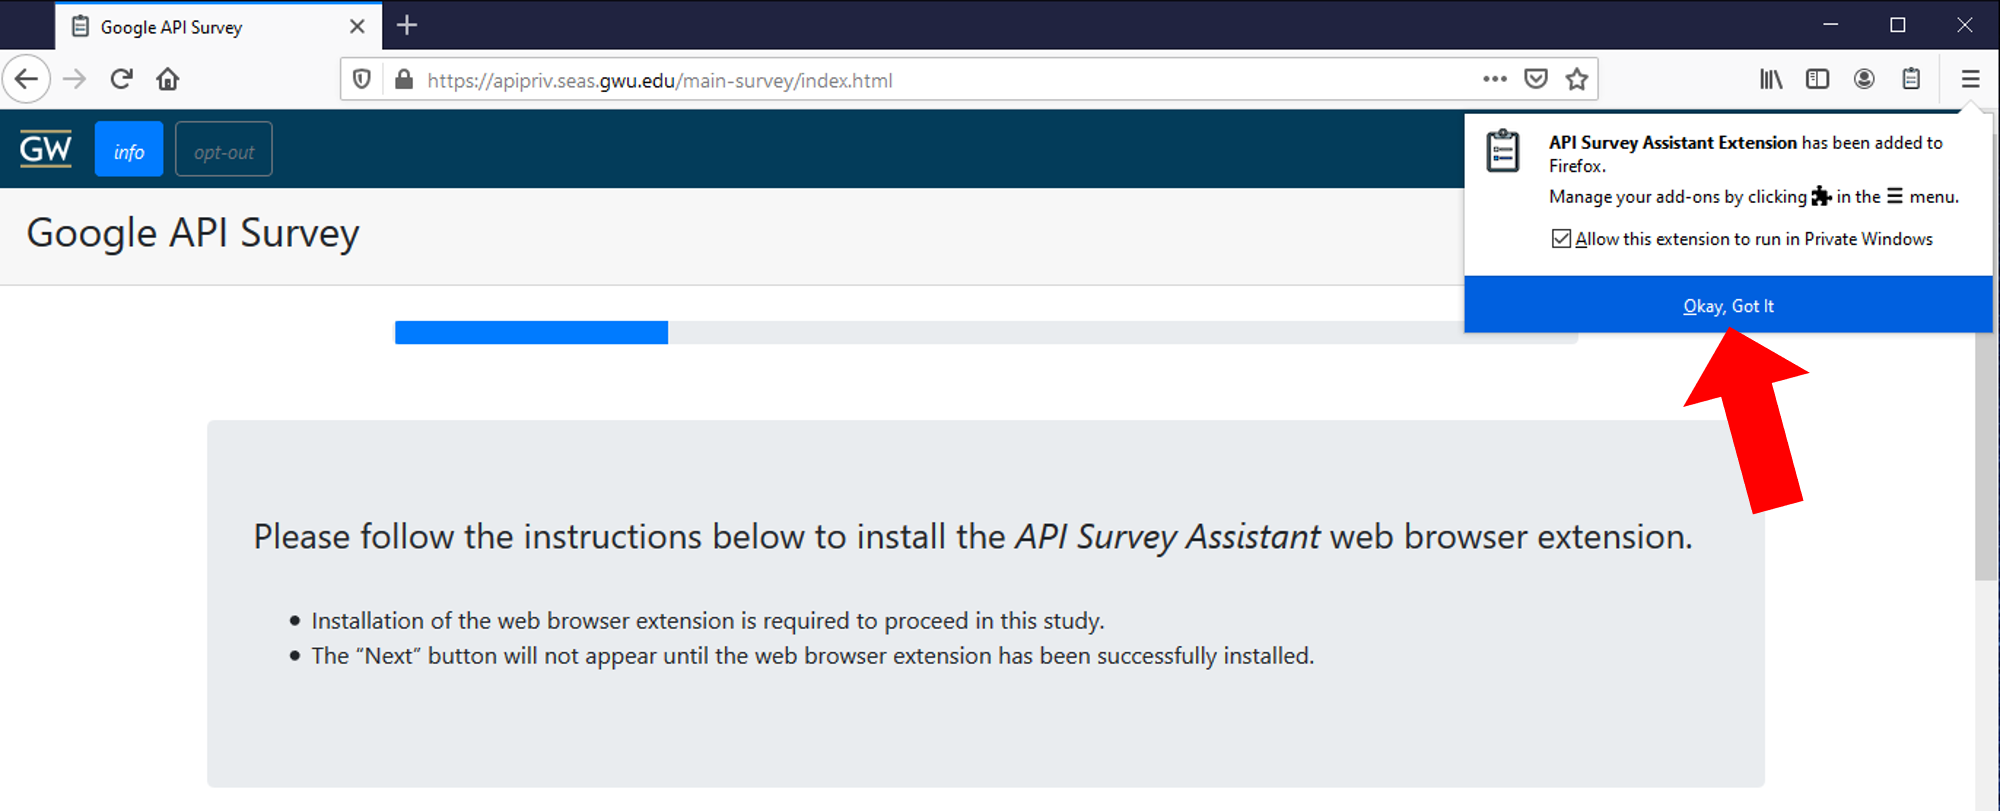 Google API Survey
https://apipriv.seas.gwu.edu/main-survey/index.html
GW
info
opt-out
API Survey Assistant Extension has been added to
Firefox.
Manage your add-ons by clicking in the menu.
Allow this extension to run in Private Windows
Okay, Got It
Google API Survey
Please follow the instructions below to install the API Survey Assistant web browser extension.
• Installation of the web browser extension is required to proceed in this study.
• The “Next” button will not appear until the web browser extension has been successfully installed.